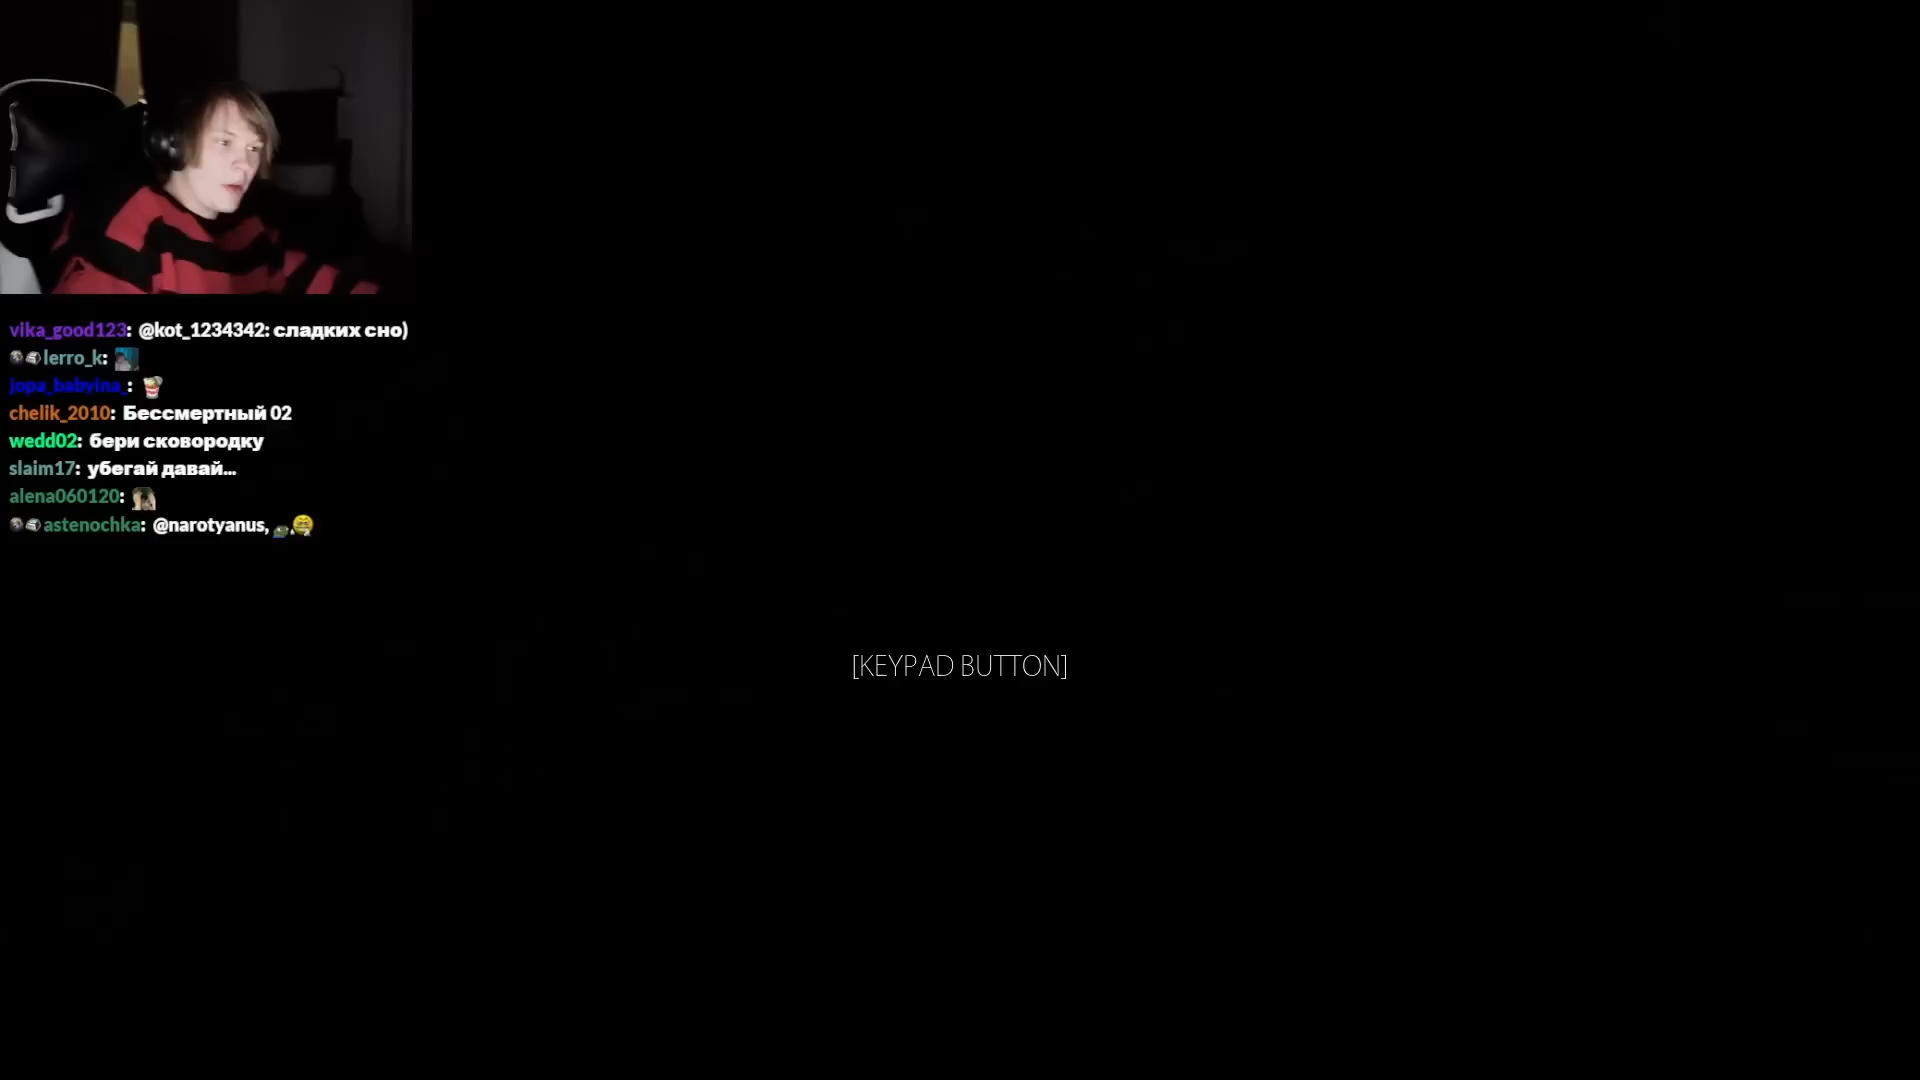 vika_good123: @kot_1234342: сладких сно)
lerro_k:
jopa_babyina_:
chelik_2010: Бессмертный 02
wedd02: бери сковородку
slaim17: убегай давай...
alena060120:
astenochka: @narotyanus,
[KEYPAD BUTTON]